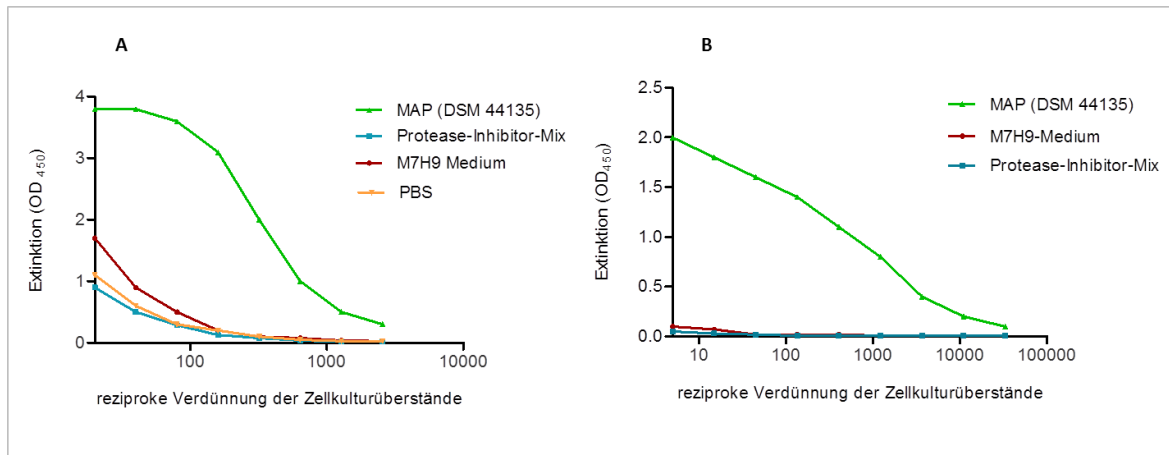 A
Extinktion (OD 450)
4
3
2
1
0
100
1000
10000
reziproke Verdünnung der Zellkulturüberstände
MAP (DSM 44135)
Protease-Inhibitor-Mix
M7H9 Medium
PBS
B
Extinktion (OD450)
2.5
2.0
1.5
1.0
0.5
0.0
10
100
1000
10000
100000
reziproke Verdünnung der Zellkulturüberstände
MAP (DSM 44135)
M7H9-Medium
Protease-Inhibitor-Mix